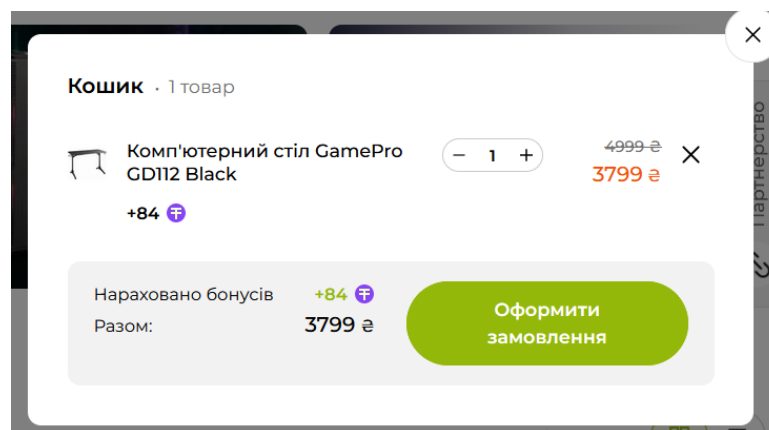 Кошик · 1 товар
Комп'ютерний стіл GamePro
GD112 Black
− 1 +
4999 ₴
3799 ₴
+84
Нараховано бонусів +84
Разом: 3799 ₴
Оформити
замовлення
Партнерство